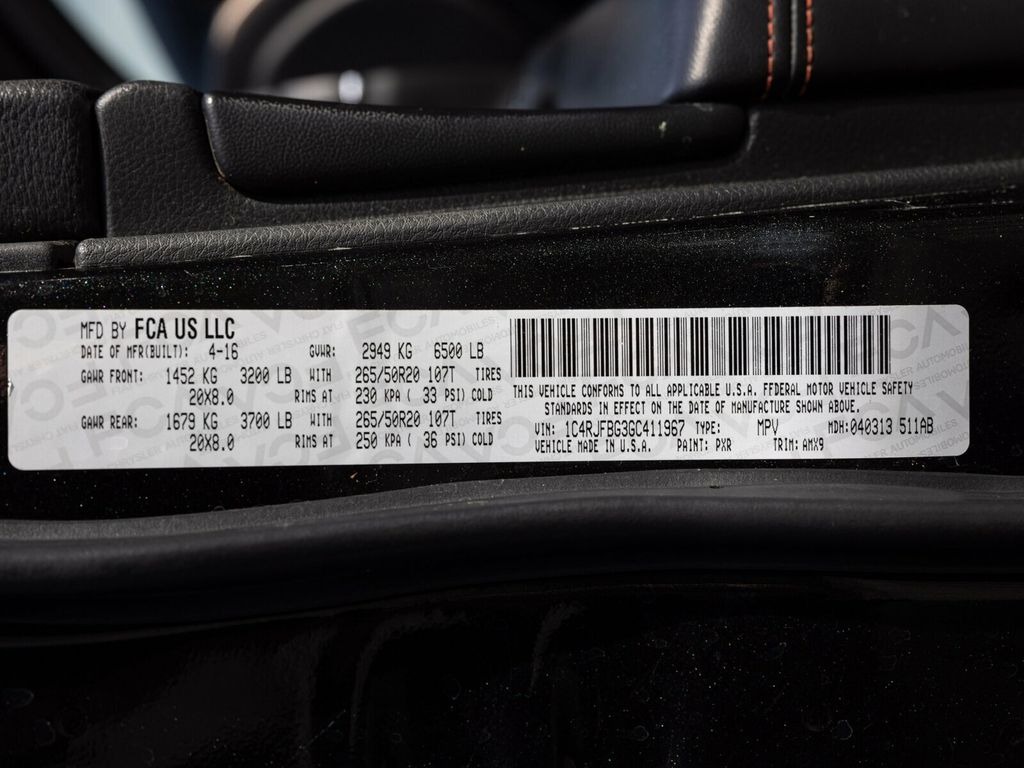 MFD BY FCA US LLC
DATE OF MFR(BUILT): 4-16 GVWR: 2949 KG 6500 LB
GAWR FRONT: 1452 KG 3200 LB WITH 265/50R20 107T TIRES
20X8.0 RIMS AT 230 KPA ( 33 PSI) COLD
GAWR REAR: 1679 KG 3700 LB WITH 265/50R20 107T TIRES
20X8.0 RIMS AT 250 KPA ( 36 PSI) COLD
THIS VEHICLE CONFORMS TO ALL APPLICABLE U.S.A. FFDERAL MOTOR VEHICLE SAFETY
STANDARDS IN EFFECT ON THE DATE OF MANUFACTURE SHOWN ABOVE.
VIN: 1C4RJFBG3GC411967 TYPE: MPV MDH: 040313 511AB
VEHICLE MADE IN U.S.A. PAINT: PXR TRIM: AMX9